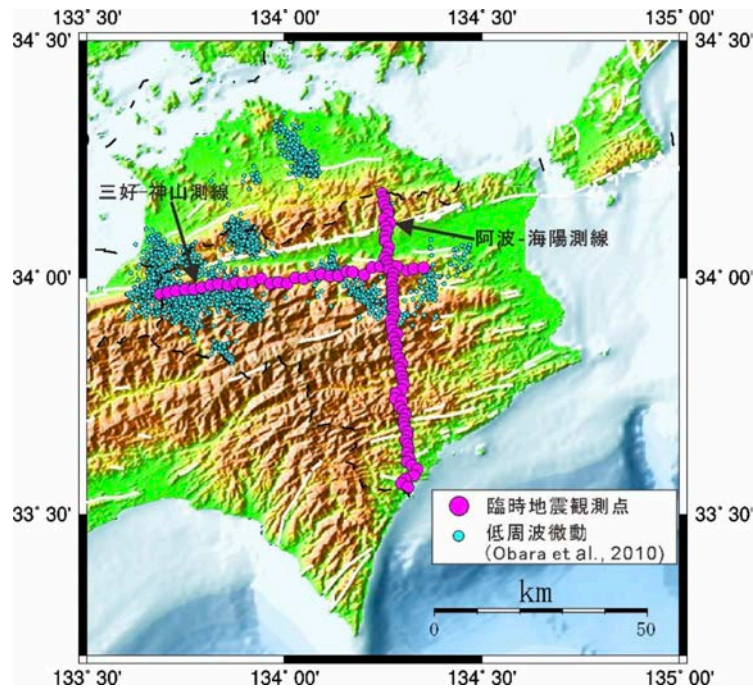 133˚ 30' 134˚ 00' 134˚ 30' 135˚ 00'
34˚ 30' 34˚ 30'
三好-神山測線
阿波-海陽測線
34˚ 00' 34˚ 00'
33˚ 30' 33˚ 30'
臨時地震観測点
低周波微動
(Obara et al., 2010)
km
0 50
133˚ 30' 134˚ 00' 134˚ 30' 135˚ 00'